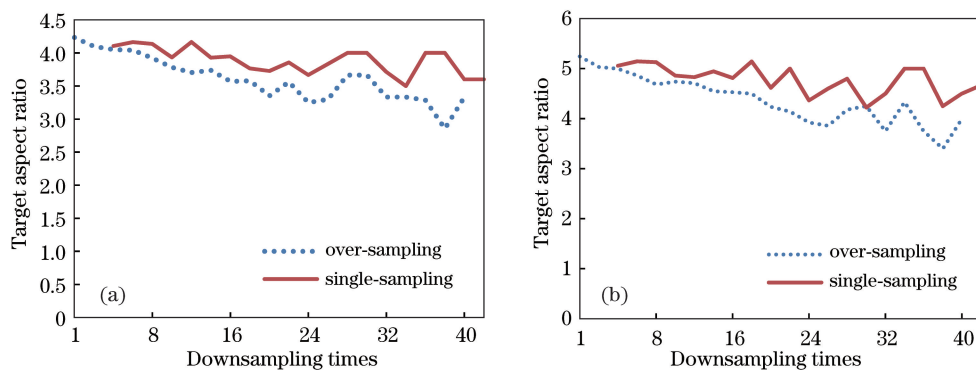 4.5
4.0
3.5
3.0
2.5
2.0
1.5
1.0
0.5
0
Target aspect ratio
over-sampling
single-sampling
(a)
1 8 16 24 32 40
Downsampling times
6
5
4
3
2
1
0
Target aspect ratio
over-sampling
single-sampling
(b)
1 8 16 24 32 40
Downsampling times